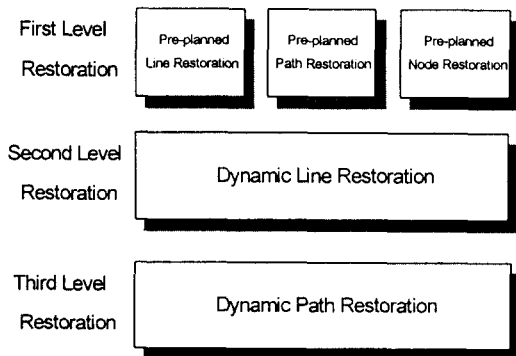 First Level
Restoration
Pre-planned
Line Restoration
Pre-planned
Path Restoration
Pre-planned
Node Restoration
Second Level
Restoration
Dynamic Line Restoration
Third Level
Restoration
Dynamic Path Restoration